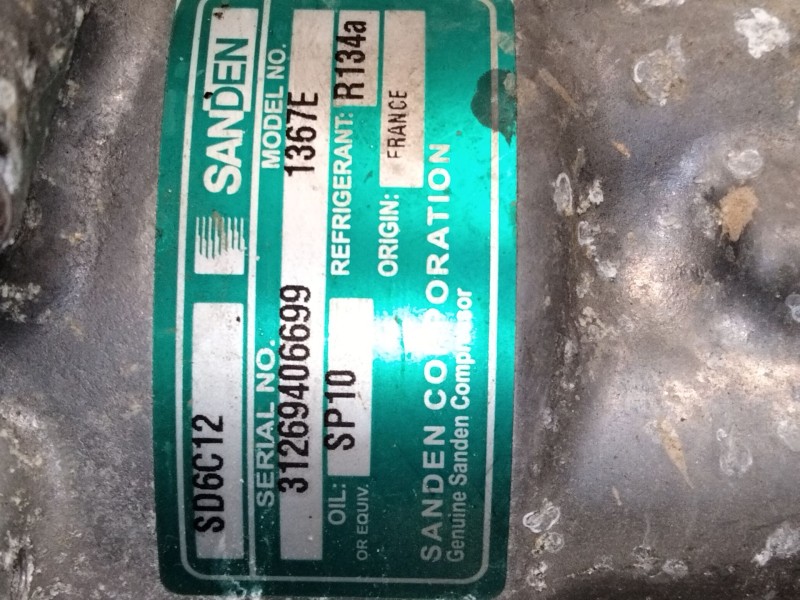 SD6C12 SANDEN
SERIAL NO. MODEL NO.
31269406699 1367E
OIL: SP10 REFRIGERANT: R134a
OR EQUIV. ORIGIN: FRANCE
SANDEN CORPORATION
Genuine Sanden Compressor